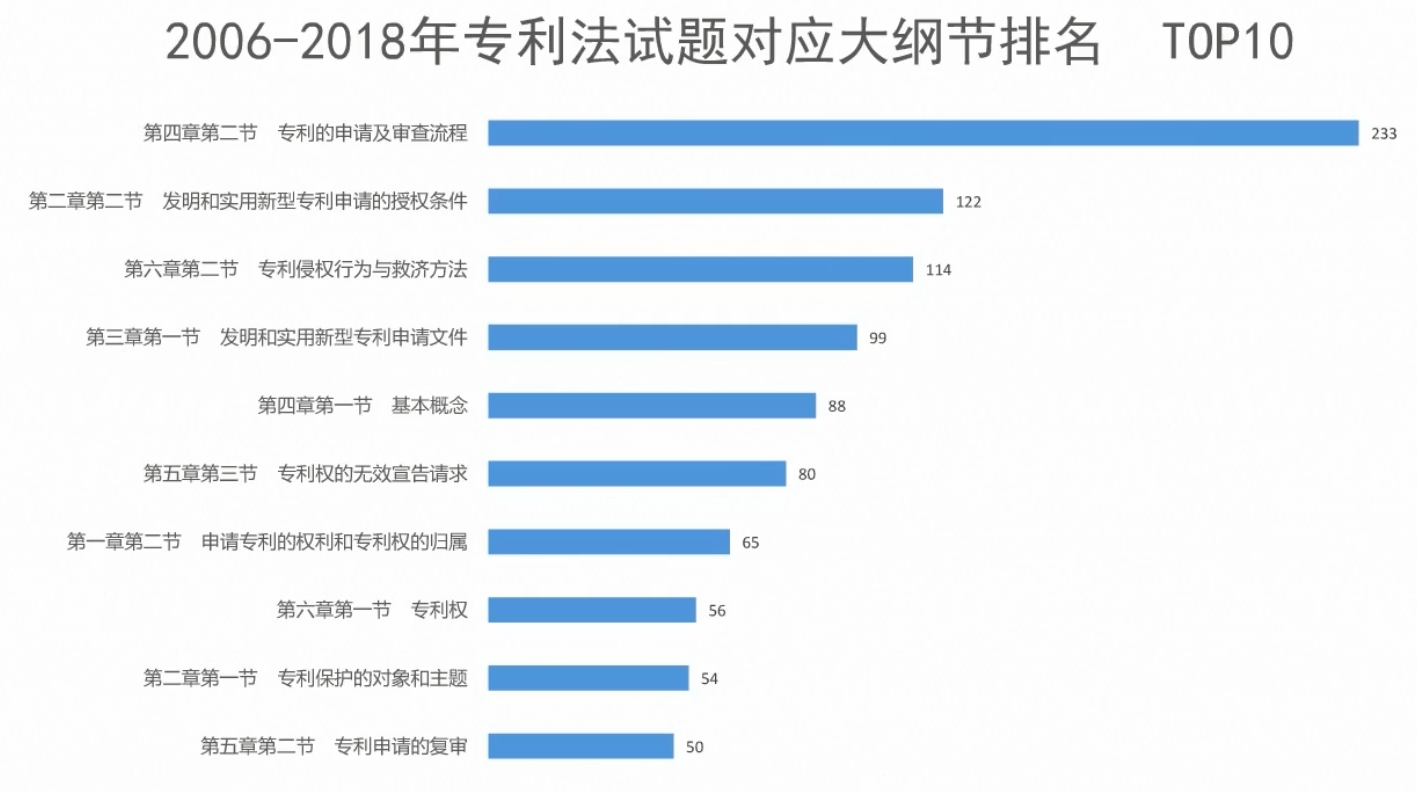 2006-2018年专利法试题对应大纲节排名 TOP10
第四章第二节 专利的申请及审查流程 233
第二章第二节 发明和实用新型专利申请的授权条件 122
第六章第二节 专利侵权行为与救济方法 114
第三章第一节 发明和实用新型专利申请文件 99
第四章第一节 基本概念 88
第五章第三节 专利权的无效宣告请求 80
第一章第二节 申请专利的权利和专利权的归属 65
第六章第一节 专利权 56
第二章第一节 专利保护的对象和主题 54
第五章第二节 专利申请的复审 50